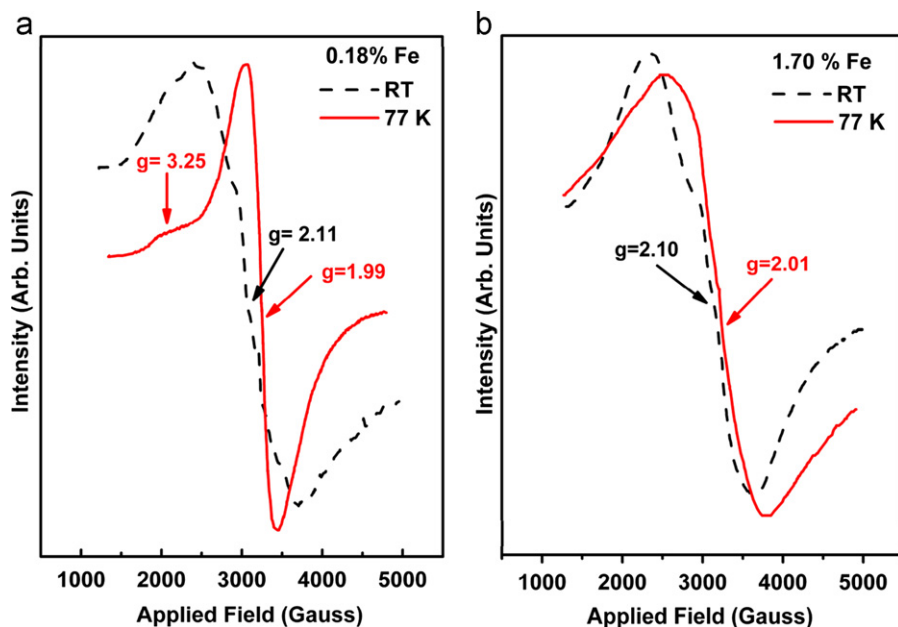 a
0.18% Fe
RT
77 K
g= 3.25
g= 2.11
g=1.99
Intensity (Arb. Units)
1000 2000 3000 4000 5000
Applied Field (Gauss)
b
1.70 % Fe
RT
77 K
g=2.10
g=2.01
Intensity (Arb. Units)
1000 2000 3000 4000 5000
Applied Field (Gauss)